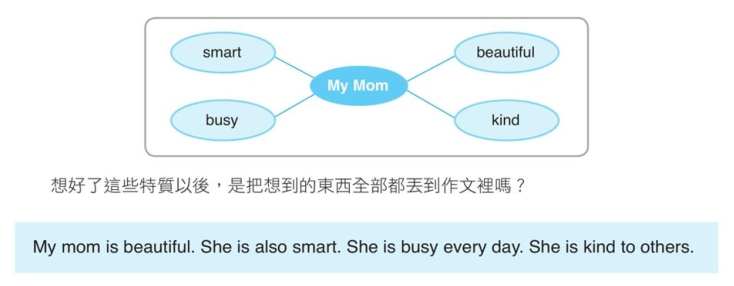 smart
beautiful
My Mom
busy
kind
想好了這些特質以後，是把想到的東西全部都丟到作文裡嗎？
My mom is beautiful. She is also smart. She is busy every day. She is kind to others.